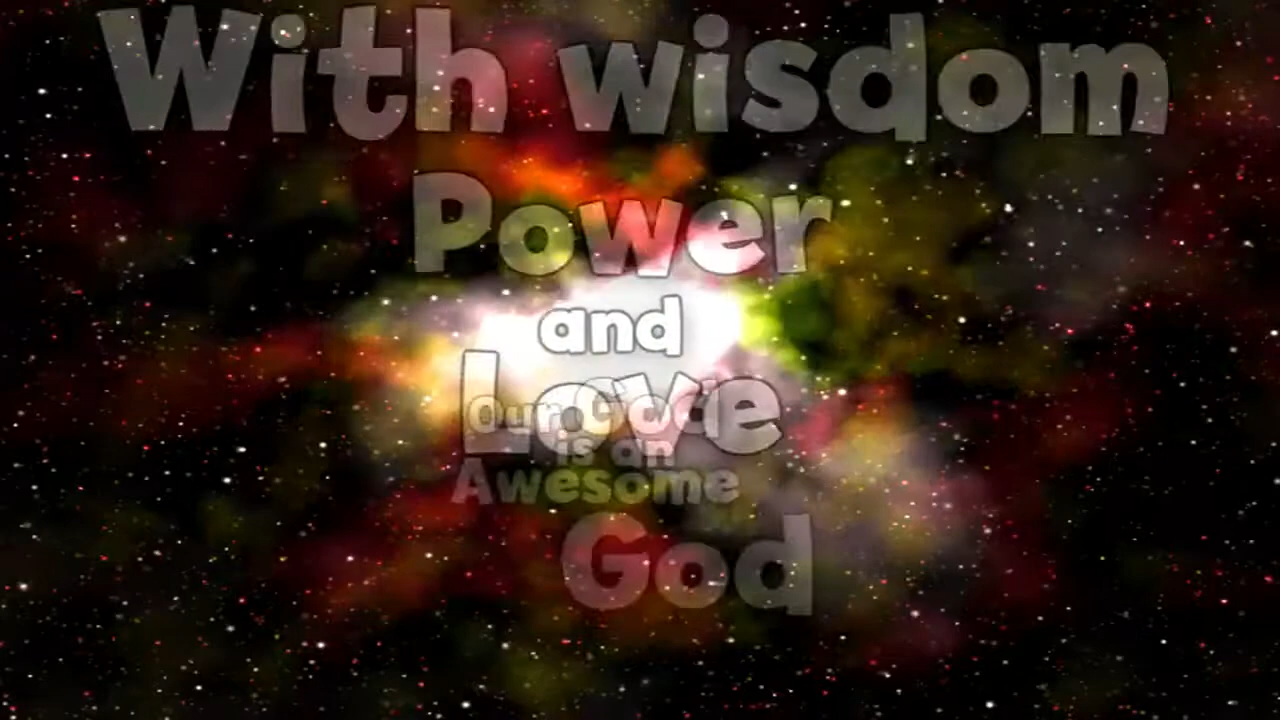 With wisdom
Power
and
Love
Our God
is an
Awesome
God